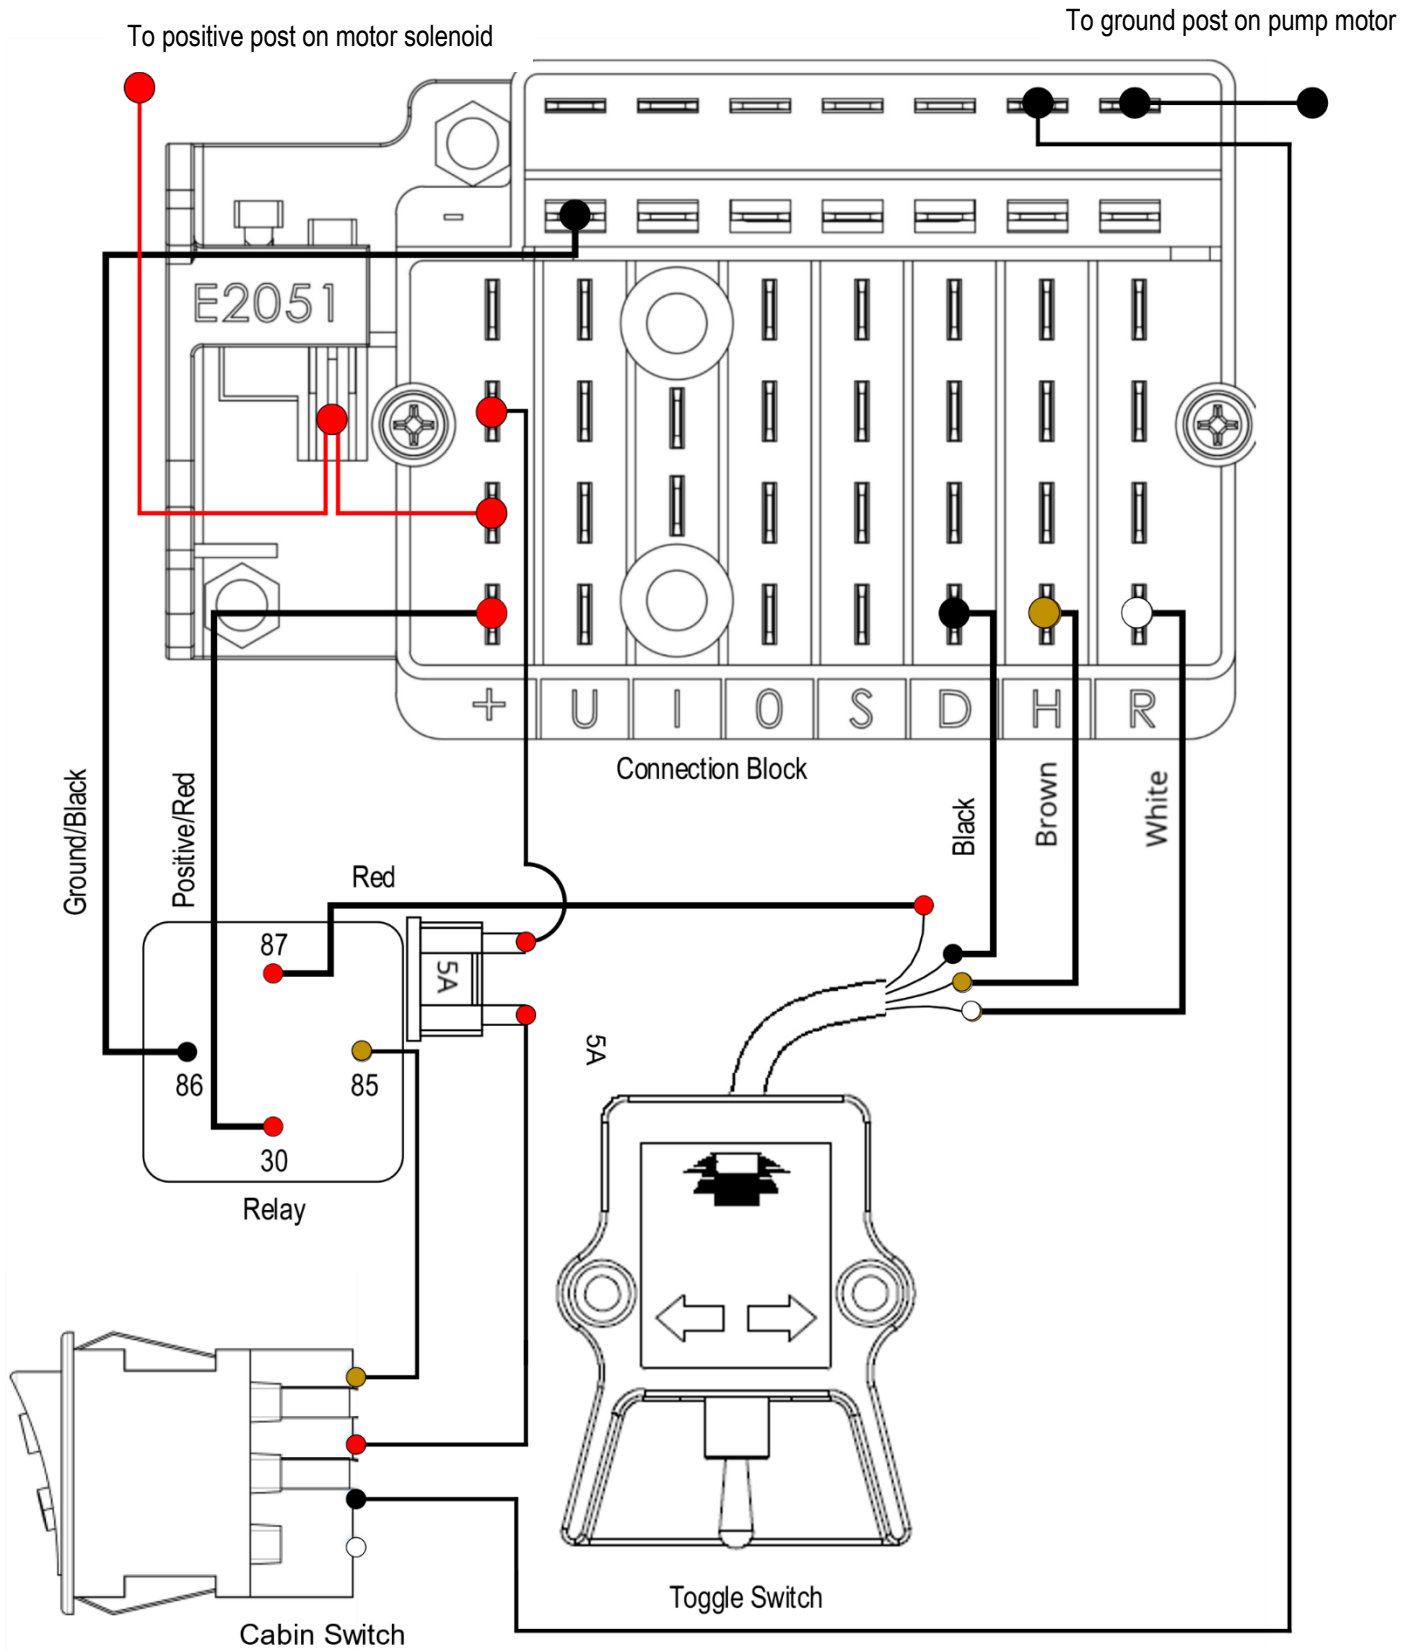 To positive post on motor solenoid
To ground post on pump motor
-
E2051
+ U I 0 S D H R
Connection Block
Ground/Black
Positive/Red
Black
Brown
White
Red
87
5A
86
85
5A
30
Relay
Toggle Switch
Cabin Switch